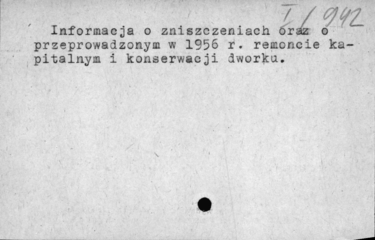 I/942
Informacja o zniszczeniach oraz o
przeprowadzonym w 1956 r. remoncie ka-
pitalnym i konserwacji dworku.